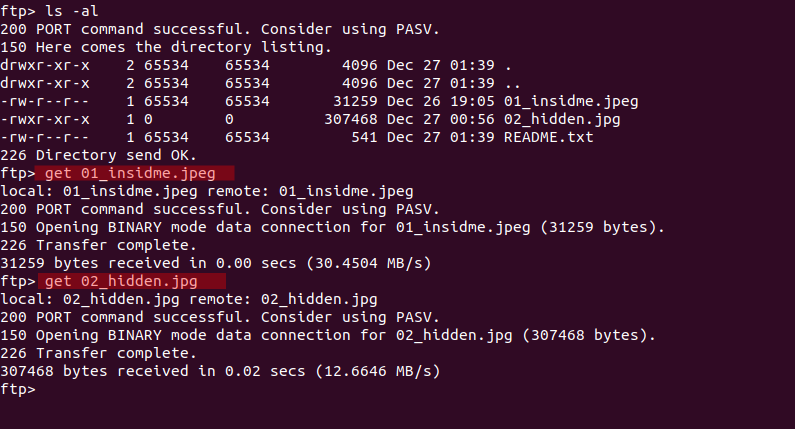 ftp> ls -al
200 PORT command successful. Consider using PASV.
150 Here comes the directory listing.
drwxr-xr-x    2 65534    65534        4096 Dec 27 01:39 .
drwxr-xr-x    2 65534    65534        4096 Dec 27 01:39 ..
-rw-r--r--    1 65534    65534       31259 Dec 26 19:05 01_insidme.jpeg
-rwxr-xr-x    1 0        0          307468 Dec 27 00:56 02_hidden.jpg
-rw-r--r--    1 65534    65534         541 Dec 27 01:39 README.txt
226 Directory send OK.
ftp> get 01_insidme.jpeg
local: 01_insidme.jpeg remote: 01_insidme.jpeg
200 PORT command successful. Consider using PASV.
150 Opening BINARY mode data connection for 01_insidme.jpeg (31259 bytes).
226 Transfer complete.
31259 bytes received in 0.00 secs (30.4504 MB/s)
ftp> get 02_hidden.jpg
local: 02_hidden.jpg remote: 02_hidden.jpg
200 PORT command successful. Consider using PASV.
150 Opening BINARY mode data connection for 02_hidden.jpg (307468 bytes).
226 Transfer complete.
307468 bytes received in 0.02 secs (12.6646 MB/s)
ftp>